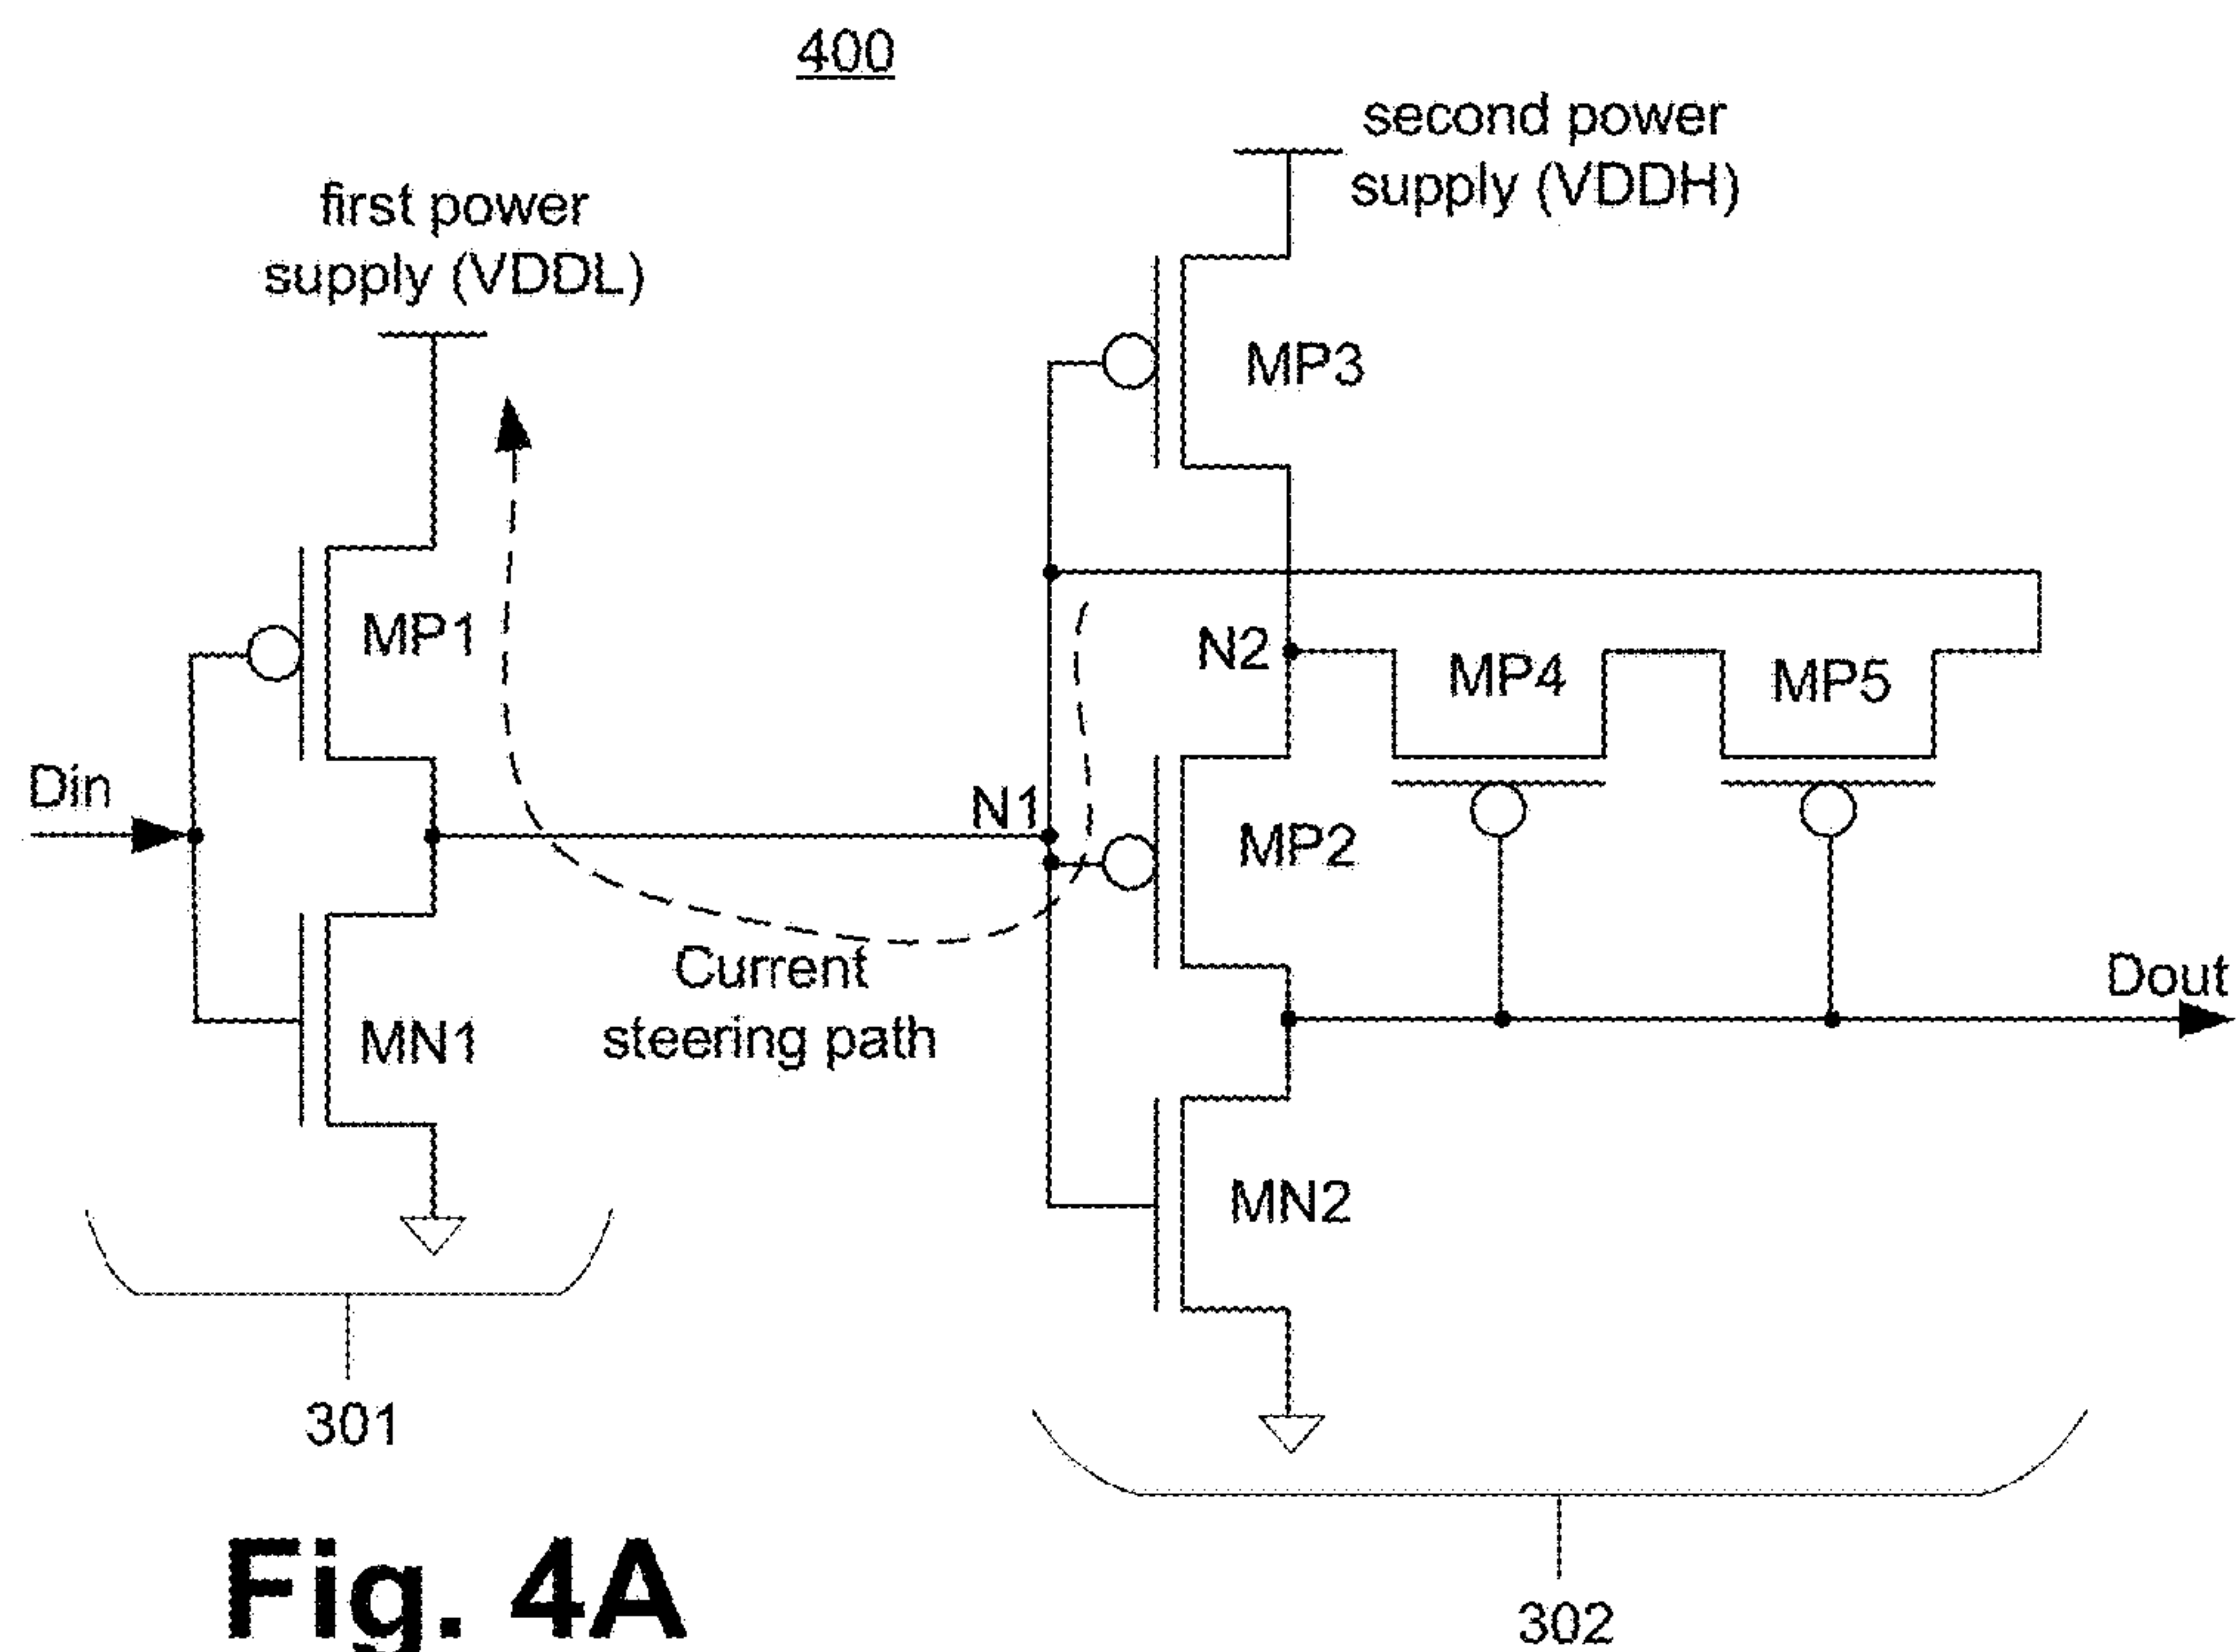 400
second power
supply (VDDH)
first power
supply (VDDL)
MP3
MP1
N2
MP4
MP5
Din
N1
MP2
Current
steering path
Dout
MN1
MN2
301
302
Fig. 4A